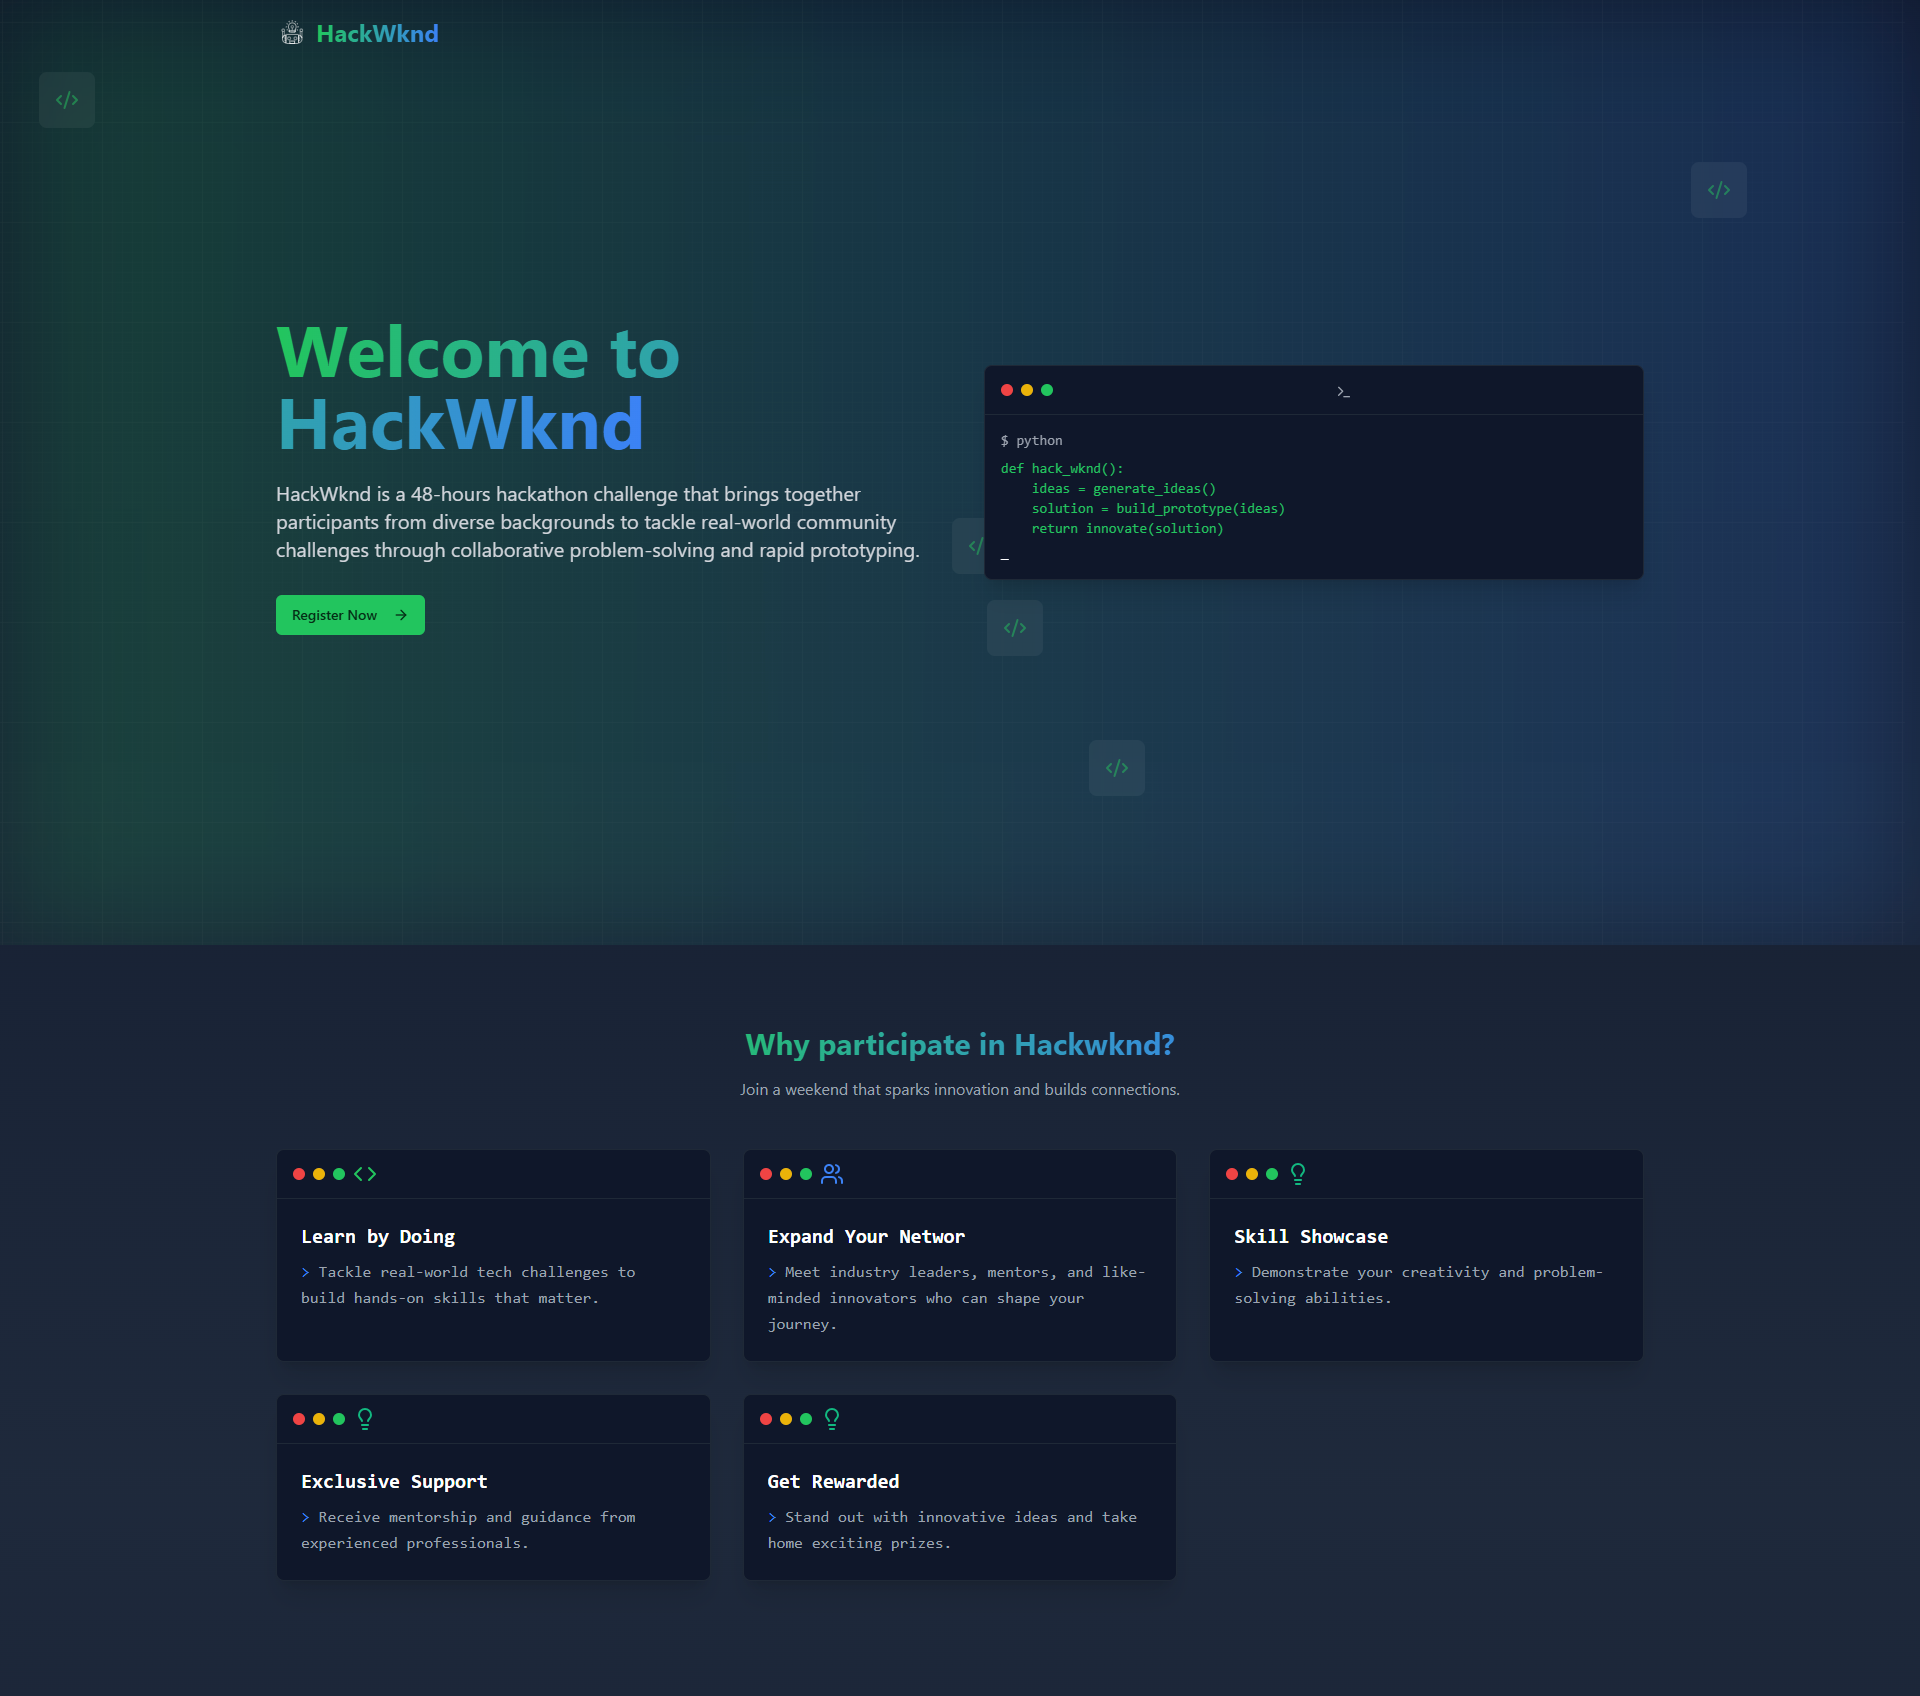 HackWknd
Welcome to
HackWknd
HackWknd is a 48-hours hackathon challenge that brings together
participants from diverse backgrounds to tackle real-world community
challenges through collaborative problem-solving and rapid prototyping.
Register Now
$ python
def hack_wknd():
    ideas = generate_ideas()
    solution = build_prototype(ideas)
    return innovate(solution)
_
Why participate in Hackwknd?
Join a weekend that sparks innovation and builds connections.
Learn by Doing
> Tackle real-world tech challenges to
build hands-on skills that matter.
Expand Your Networ
> Meet industry leaders, mentors, and like-
minded innovators who can shape your
journey.
Skill Showcase
> Demonstrate your creativity and problem-
solving abilities.
Exclusive Support
> Receive mentorship and guidance from
experienced professionals.
Get Rewarded
> Stand out with innovative ideas and take
home exciting prizes.